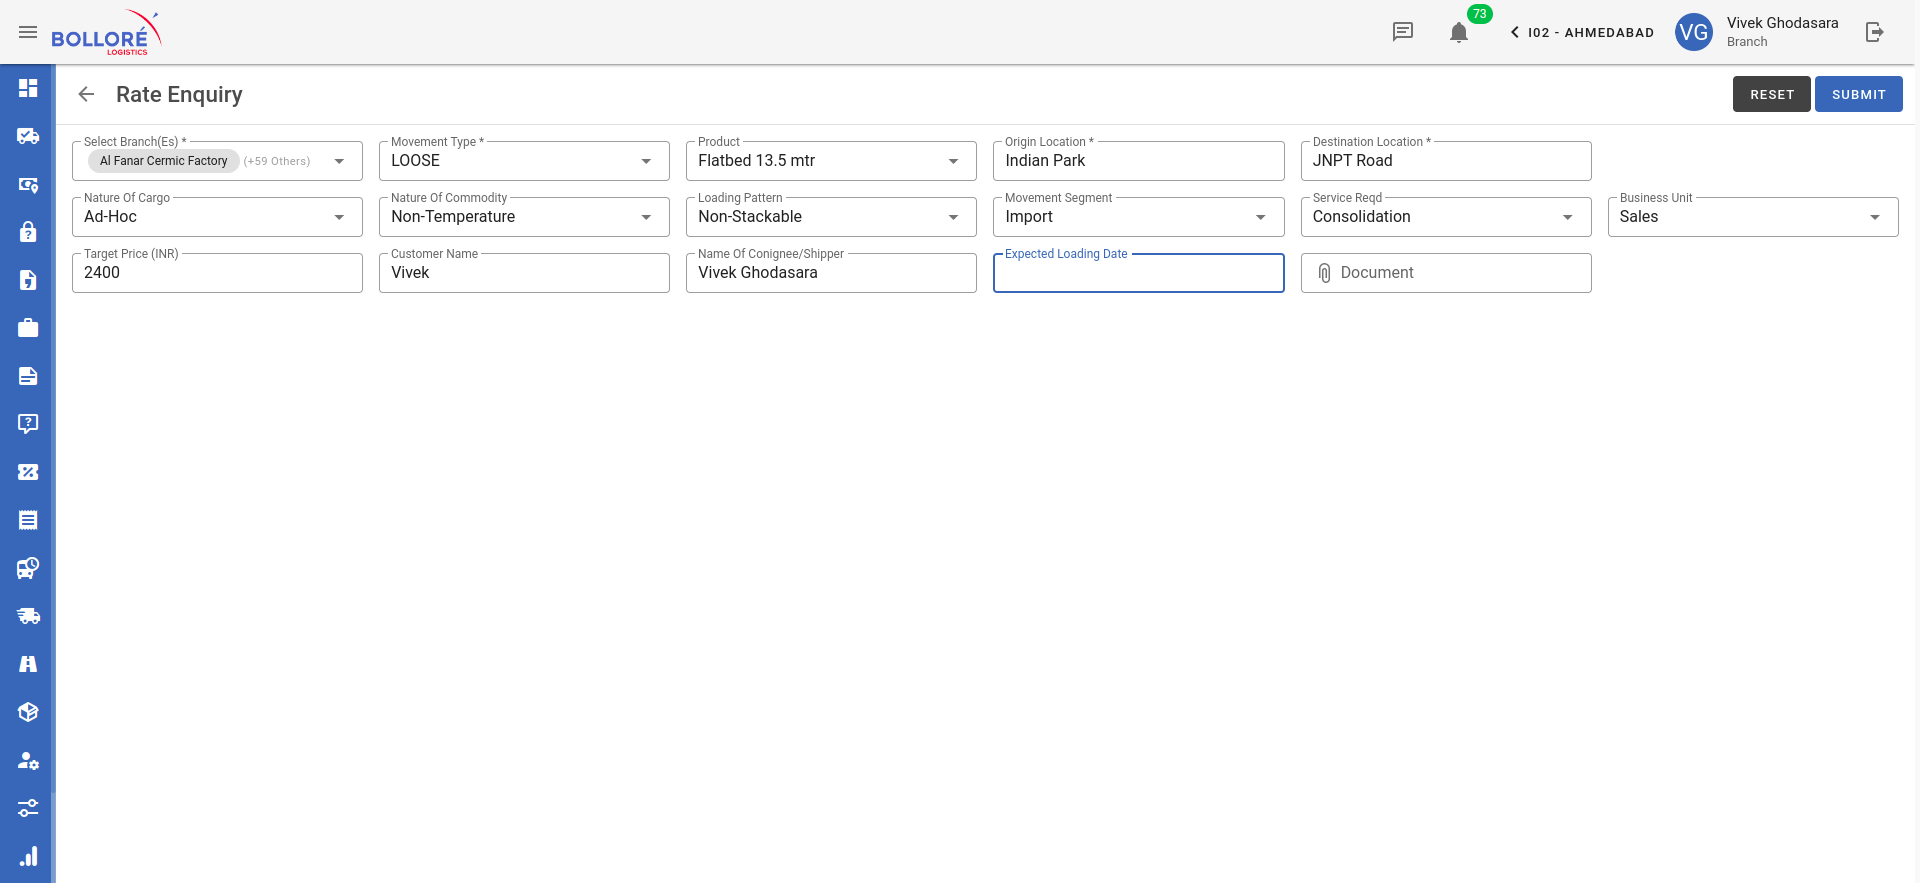 BOLLORÉ
LOGISTICS
73
I02 - AHMEDABAD
VG
Vivek Ghodasara
Branch
Rate Enquiry
RESET
SUBMIT
Select Branch(Es) *
Al Fanar Cermic Factory (+59 Others)
Movement Type *
LOOSE
Product
Flatbed 13.5 mtr
Origin Location *
Indian Park
Destination Location *
JNPT Road
Nature Of Cargo
Ad-Hoc
Nature Of Commodity
Non-Temperature
Loading Pattern
Non-Stackable
Movement Segment
Import
Service Reqd
Consolidation
Business Unit
Sales
Target Price (INR)
2400
Customer Name
Vivek
Name Of Conignee/Shipper
Vivek Ghodasara
Expected Loading Date
Document